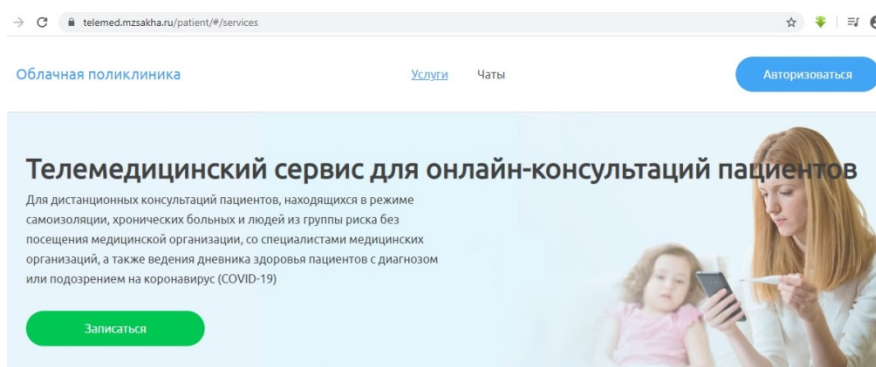 telemed.mzsakha.ru/patient/#/services
Облачная поликлиника
Услуги
Чаты
Авторизоваться
Телемедицинский сервис для онлайн-консультаций пациентов
Для дистанционных консультаций пациентов, находящихся в режиме
самоизоляции, хронических больных и людей из группы риска без
посещения медицинской организации, со специалистами медицинских
организаций, а также ведения дневника здоровья пациентов с диагнозом
или подозрением на коронавирус (COVID-19)
Записаться